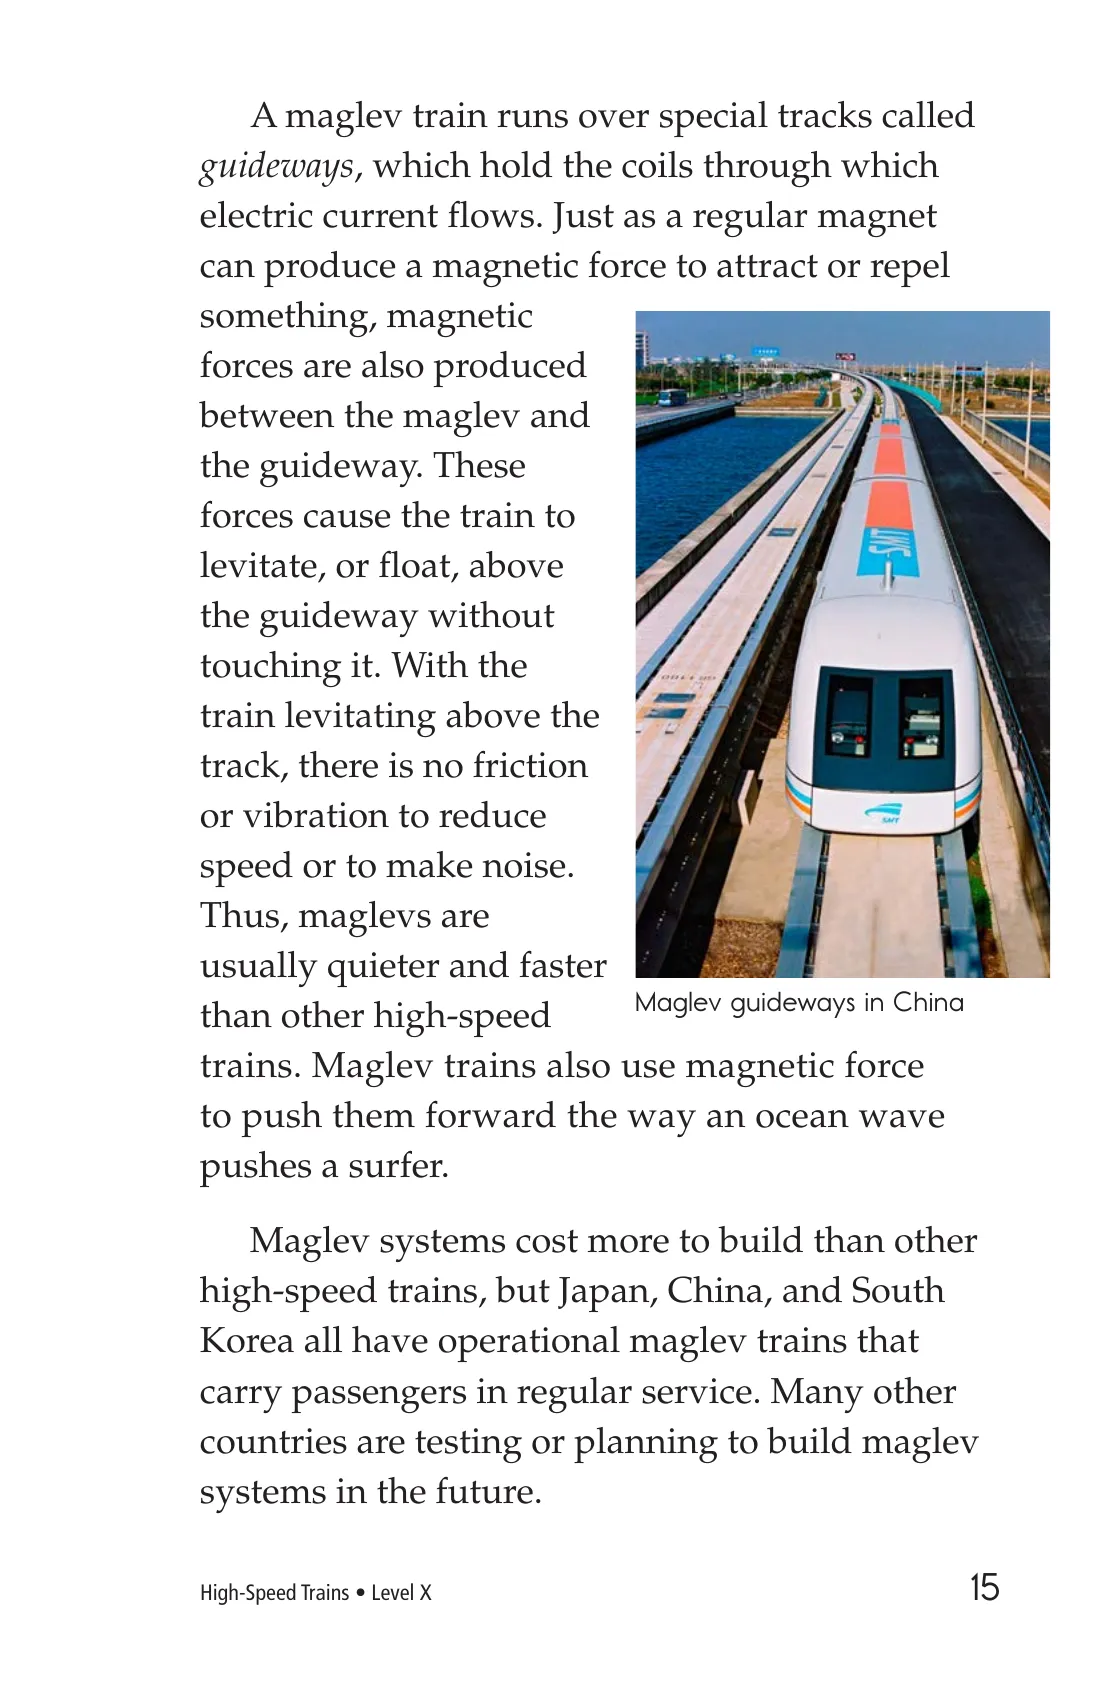 A maglev train runs over special tracks called
guideways, which hold the coils through which
electric current flows. Just as a regular magnet
can produce a magnetic force to attract or repel
something, magnetic
forces are also produced
between the maglev and
the guideway. These
forces cause the train to
levitate, or float, above
the guideway without
touching it. With the
train levitating above the
track, there is no friction
or vibration to reduce
speed or to make noise.
Thus, maglevs are
usually quieter and faster
than other high-speed
trains. Maglev trains also use magnetic force
to push them forward the way an ocean wave
pushes a surfer.
SMT
SMT
Maglev guideways in China
Maglev systems cost more to build than other
high-speed trains, but Japan, China, and South
Korea all have operational maglev trains that
carry passengers in regular service. Many other
countries are testing or planning to build maglev
systems in the future.
High-Speed Trains • Level X
15